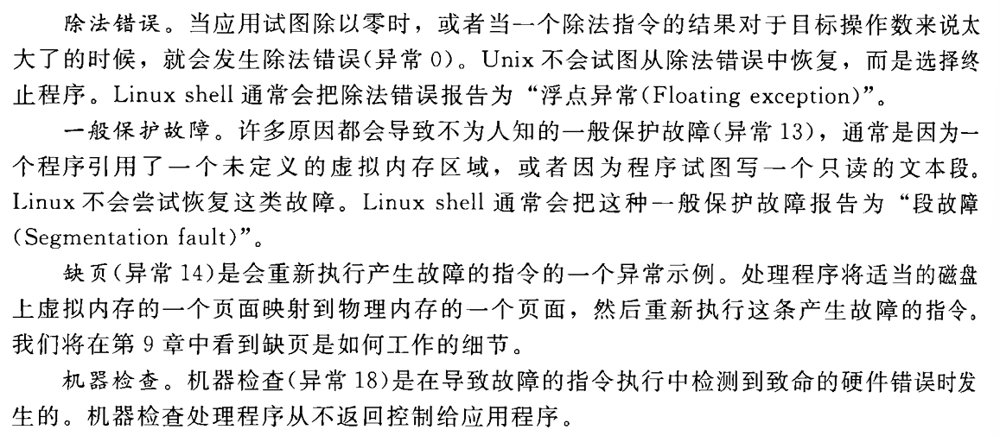 除法错误。当应用试图除以零时，或者当一个除法指令的结果对于目标操作数来说太
大了的时候，就会发生除法错误(异常 0)。Unix 不会试图从除法错误中恢复，而是选择终
止程序。Linux shell 通常会把除法错误报告为“浮点异常(Floating exception)”。
一般保护故障。许多原因都会导致不为人知的一般保护故障(异常 13)，通常是因为一
个程序引用了一个未定义的虚拟内存区域，或者因为程序试图写一个只读的文本段。
Linux 不会尝试恢复这类故障。Linux shell 通常会把这种一般保护故障报告为“段故障
(Segmentation fault)”。
缺页(异常 14)是会重新执行产生故障的指令的一个异常示例。处理程序将适当的磁盘
上虚拟内存的一个页面映射到物理内存的一个页面，然后重新执行这条产生故障的指令。
我们将在第 9 章中看到缺页是如何工作的细节。
机器检查。机器检查(异常 18)是在导致故障的指令执行中检测到致命的硬件错误时发
生的。机器检查处理程序从不返回控制给应用程序。